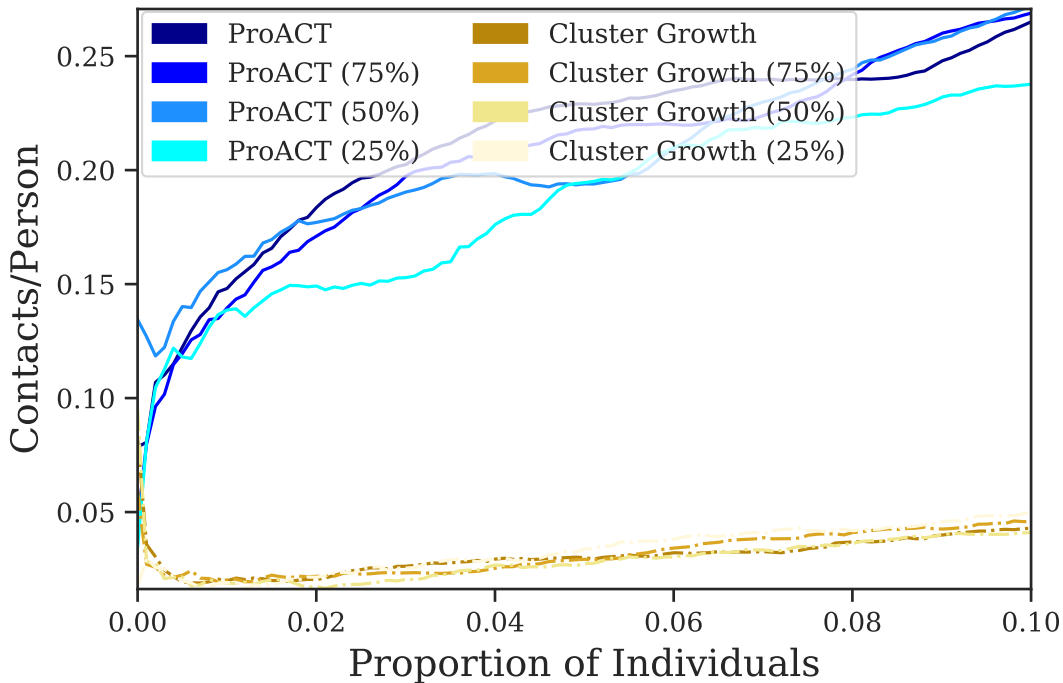 ProACT
ProACT (75%)
ProACT (50%)
ProACT (25%)
Cluster Growth
Cluster Growth (75%)
Cluster Growth (50%)
Cluster Growth (25%)
Contacts/Person
0.25
0.20
0.15
0.10
0.05
0.00 0.02 0.04 0.06 0.08 0.10
Proportion of Individuals